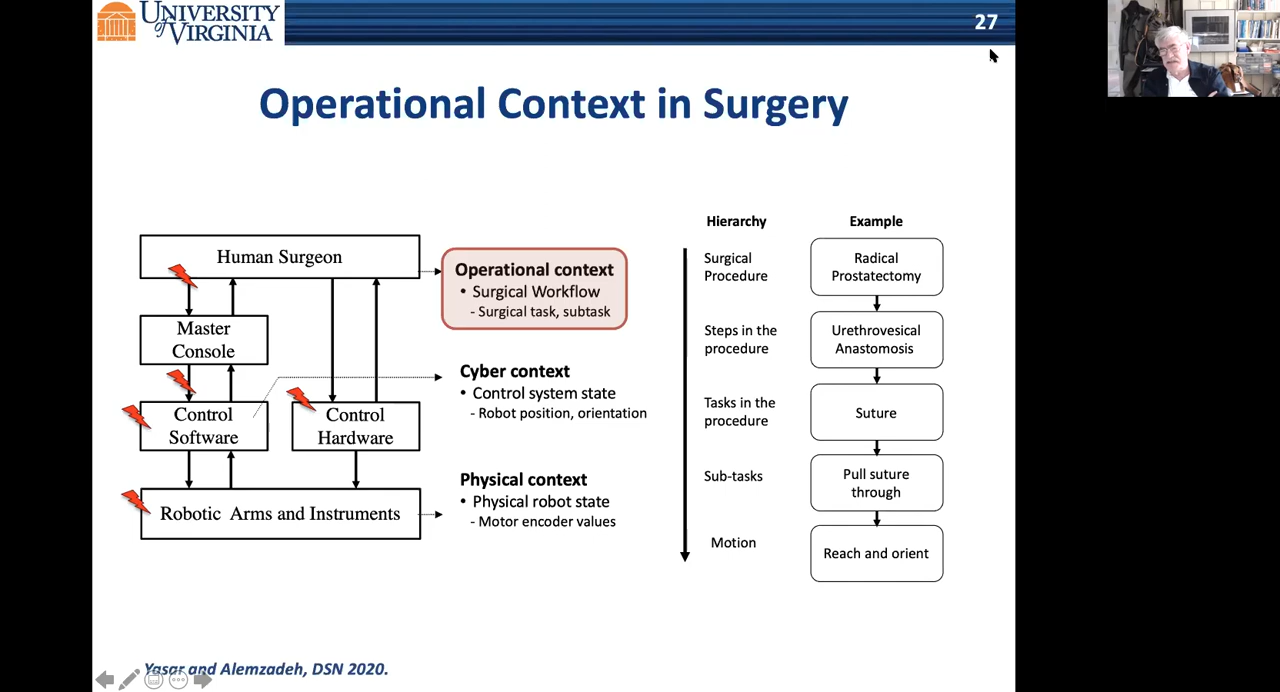 UNIVERSITY
of VIRGINIA
27
Operational Context in Surgery
Human Surgeon
Master
Console
Control
Software
Control
Hardware
Robotic Arms and Instruments
Operational context
• Surgical Workflow
- Surgical task, subtask
Cyber context
• Control system state
- Robot position, orientation
Physical context
• Physical robot state
- Motor encoder values
Hierarchy
Example
Surgical
Procedure
Radical
Prostatectomy
Steps in the
procedure
Urethrovesical
Anastomosis
Tasks in the
procedure
Suture
Sub-tasks
Pull suture
through
Motion
Reach and orient
Yasar and Alemzadeh, DSN 2020.